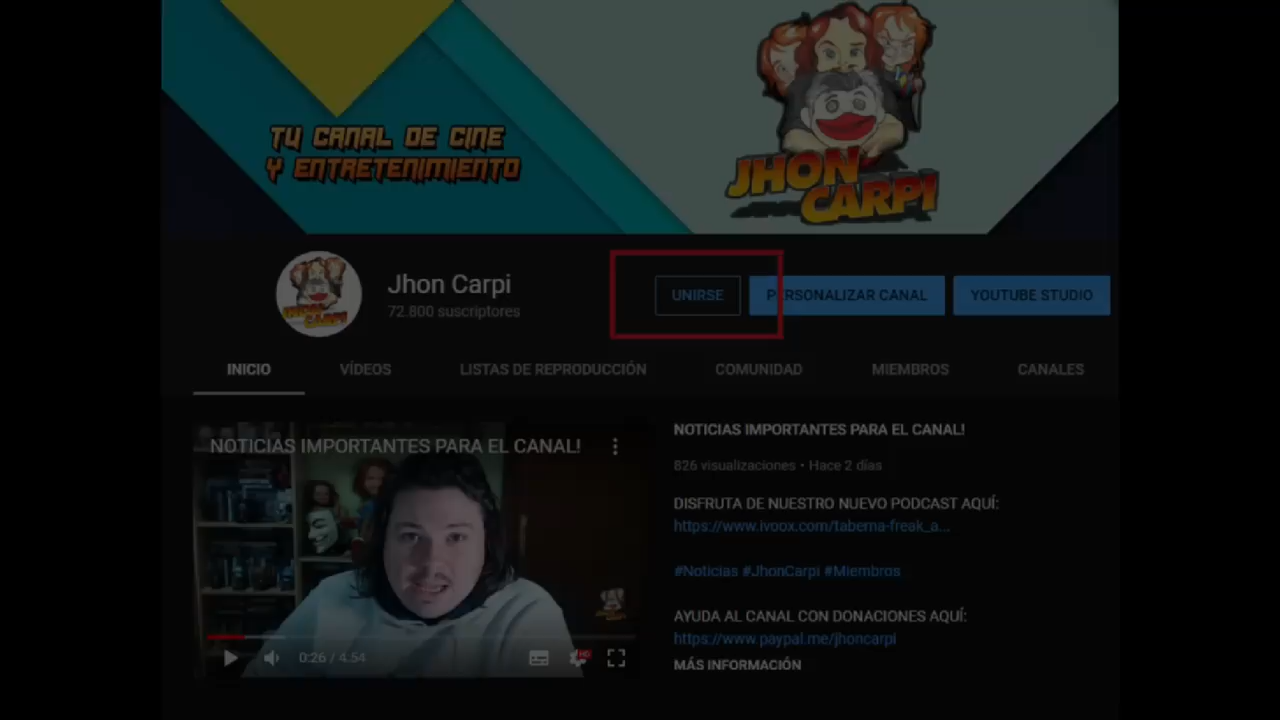 TU CANAL DE CINE
Y ENTRETENIMIENTO
JHON
CARPI
JHON
CARPI
Jhon Carpi
72.800 suscriptores
UNIRSE
PERSONALIZAR CANAL
YOUTUBE STUDIO
INICIO
VÍDEOS
LISTAS DE REPRODUCCIÓN
COMUNIDAD
MIEMBROS
CANALES
NOTICIAS IMPORTANTES PARA EL CANAL!
0:26 / 4:54
HD
NOTICIAS IMPORTANTES PARA EL CANAL!
826 visualizaciones • Hace 2 días
DISFRUTA DE NUESTRO NUEVO PODCAST AQUÍ:
https://www.ivoox.com/taberna-freak_a...
#Noticias #JhonCarpi #Miembros
AYUDA AL CANAL CON DONACIONES AQUÍ:
https://www.paypal.me/jhoncarpi
MÁS INFORMACIÓN